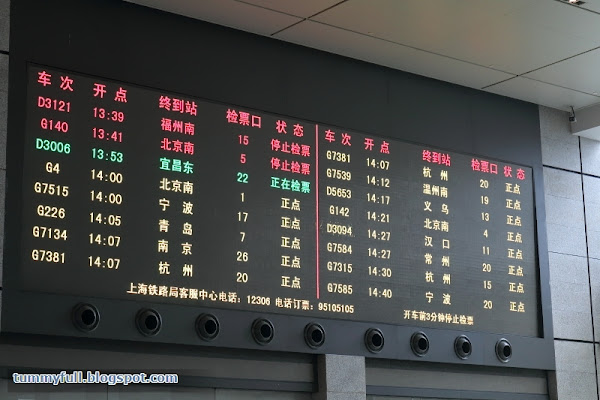 车次 开点 终到站 检票口 状态
D3121 13:39 福州南 15 停止检票
G140 13:41 北京南 5 停止检票
D3006 13:53 宜昌东 22 正在检票
G4 14:00 北京南 1 正点
G7515 14:00 宁波 17 正点
G226 14:05 青岛 7 正点
G7134 14:07 南京 26 正点
G7381 14:07 杭州 20 正点
车次 开点 终到站 检票口 状态
G7381 14:07 杭州 20 正点
G7539 14:12 温州南 19 正点
D5653 14:17 义乌 13 正点
G142 14:21 北京南 4 正点
D3094 14:27 汉口 11 正点
G7584 14:27 常州 20 正点
G7315 14:30 杭州 15 正点
G7585 14:40 宁波 20 正点
上海铁路局客服中心电话：12306 电话订票：95105105
开车前3分钟停止检票
tummyfull.blogspot.com